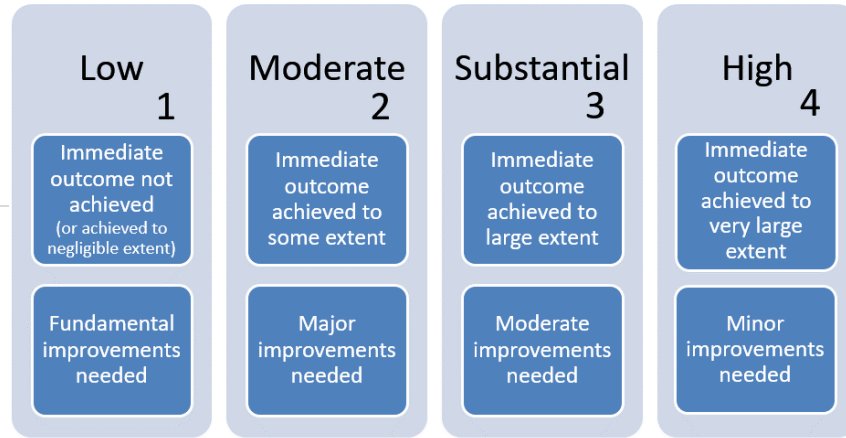 Low
1
Immediate
outcome not
achieved
(or achieved to
negligible extent)
Fundamental
improvements
needed
Moderate
2
Immediate
outcome
achieved to
some extent
Major
improvements
needed
Substantial
3
Immediate
outcome
achieved to
large extent
Moderate
improvements
needed
High
4
Immediate
outcome
achieved to
very large
extent
Minor
improvements
needed